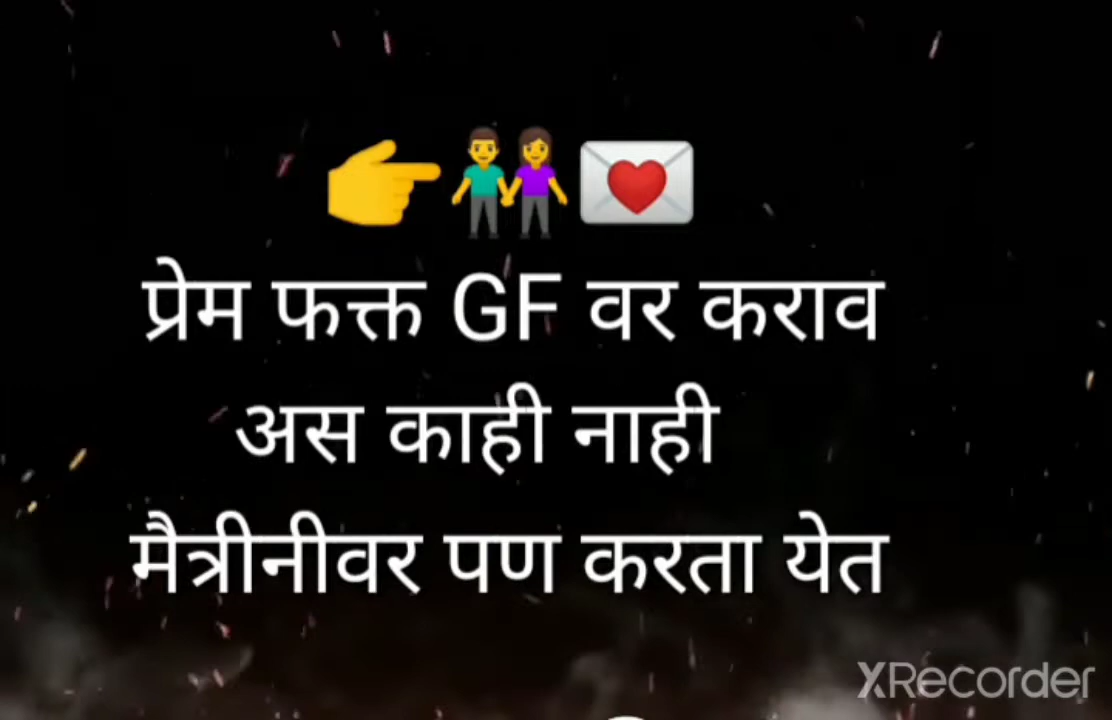 👉👫💌
प्रेम फक्त GF वर कराव
अस काही नाही
मैत्रीनीवर पण करता येत
XRecorder